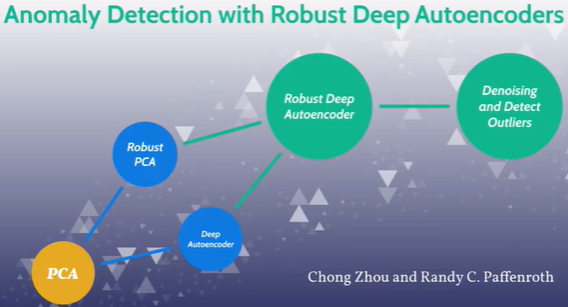 Anomaly Detection with Robust Deep Autoencoders
Robust Deep
Autoencoder
Denoising
and Detect
Outliers
Robust
PCA
Deep
Autoencoder
PCA
Chong Zhou and Randy C. Paffenroth